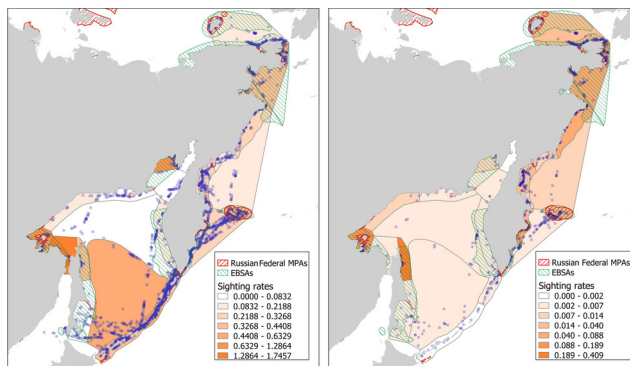 Russian Federal MPAs
EBSAs
Sighting rates
0.0000 - 0.0832
0.0832 - 0.2188
0.2188 - 0.3268
0.3268 - 0.4408
0.4408 - 0.6329
0.6329 - 1.2864
1.2864 - 1.7457
Russian Federal MPAs
EBSAs
Sighting rates
0.000 - 0.002
0.002 - 0.007
0.007 - 0.014
0.014 - 0.040
0.040 - 0.088
0.088 - 0.189
0.189 - 0.409